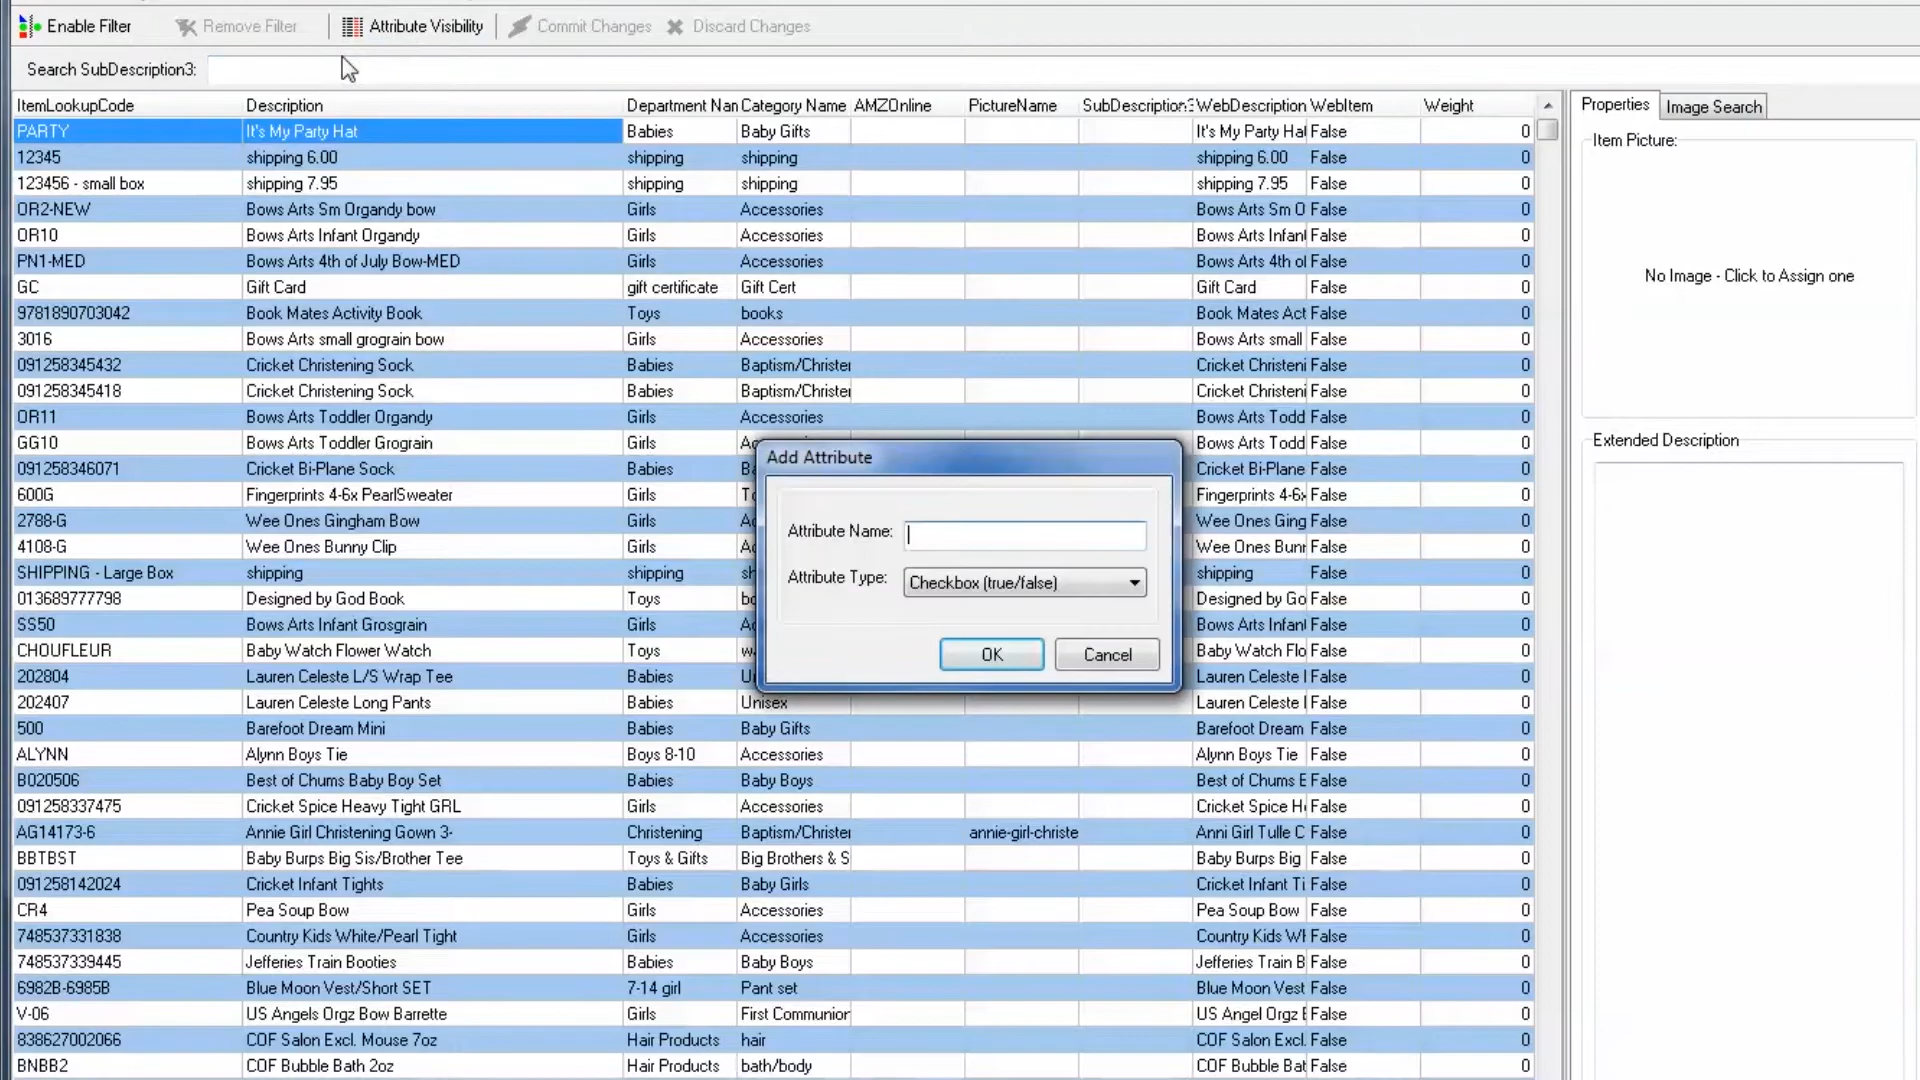 Enable Filter Remove Filter Attribute Visibility Commit Changes Discard Changes
Search SubDescription3:
ItemLookupCode Description Department Nan Category Name AMZOnline PictureName SubDescription: WebDescription WebItem Weight
PARTY It's My Party Hat Babies Baby Gifts It's My Party Hat False 0
12345 shipping 6.00 shipping shipping shipping 6.00 False 0
123456 - small box shipping 7.95 shipping shipping shipping 7.95 False 0
OR2-NEW Bows Arts Sm Organdy bow Girls Accessories Bows Arts Sm O False 0
OR10 Bows Arts Infant Organdy Girls Accessories Bows Arts Infan False 0
PN1-MED Bows Arts 4th of July Bow-MED Girls Accessories Bows Arts 4th of False 0
GC Gift Card gift certificate Gift Cert Gift Card False 0
9781890703042 Book Mates Activity Book Toys books Book Mates Act False 0
3016 Bows Arts small grograin bow Girls Accessories Bows Arts small False 0
091258345432 Cricket Christening Sock Babies Baptism/Christer Cricket Christeni False 0
091258345418 Cricket Christening Sock Babies Baptism/Christer Cricket Christeni False 0
OR11 Bows Arts Toddler Organdy Girls Accessories Bows Arts Todd False 0
GG10 Bows Arts Toddler Grograin Girls Ac Bows Arts Todd False 0
091258346071 Cricket Bi-Plane Sock Babies Ba Cricket Bi-Plane False 0
600G Fingerprints 4-6x PearlSweater Girls To Fingerprints 4-6x False 0
2788-G Wee Ones Gingham Bow Girls Ac Wee Ones Ging False 0
4108-G Wee Ones Bunny Clip Girls Ac Wee Ones Bunr False 0
SHIPPING - Large Box shipping shipping sh shipping False 0
013689777798 Designed by God Book Toys bo Designed by Go False 0
SS50 Bows Arts Infant Grosgrain Girls Ac Bows Arts Infan False 0
CHOUFLEUR Baby Watch Flower Watch Toys w Baby Watch Flo False 0
202804 Lauren Celeste L/S Wrap Tee Babies Lauren Celeste False 0
202407 Lauren Celeste Long Pants Babies Unisex Lauren Celeste False 0
500 Barefoot Dream Mini Babies Baby Gifts Barefoot Dream False 0
ALYNN Alynn Boys Tie Boys 8-10 Accessories Alynn Boys Tie False 0
B020506 Best of Chums Baby Boy Set Babies Baby Boys Best of Chums False 0
091258337475 Cricket Spice Heavy Tight GRL Girls Accessories Cricket Spice He False 0
AG14173-6 Annie Girl Christening Gown 3- Christening Baptism/Christer annie-girl-christe Anni Girl Tulle C False 0
BBTBST Baby Burps Big Sis/Brother Tee Toys & Gifts Big Brothers & S Baby Burps Big False 0
091258142024 Cricket Infant Tights Babies Baby Girls Cricket Infant Ti False 0
CR4 Pea Soup Bow Girls Accessories Pea Soup Bow False 0
748537331838 Country Kids White/Pearl Tight Girls Accessories Country Kids Wh False 0
748537339445 Jefferies Train Booties Babies Baby Boys Jefferies Train B False 0
6982B-6985B Blue Moon Vest/Short SET 7-14 girl Pant set Blue Moon Vest False 0
V-06 US Angels Orgz Bow Barrette Girls First Communion US Angel Orgz False 0
838627002066 COF Salon Excl. Mouse 7oz Hair Products hair COF Salon Excl. False 0
BNBB2 COF Bubble Bath 2oz Hair Products bath/body COF Bubble Bat False 0
Add Attribute
Attribute Name:
Attribute Type: Checkbox (true/false)
OK Cancel
Properties Image Search
Item Picture:
No Image - Click to Assign one
Extended Description